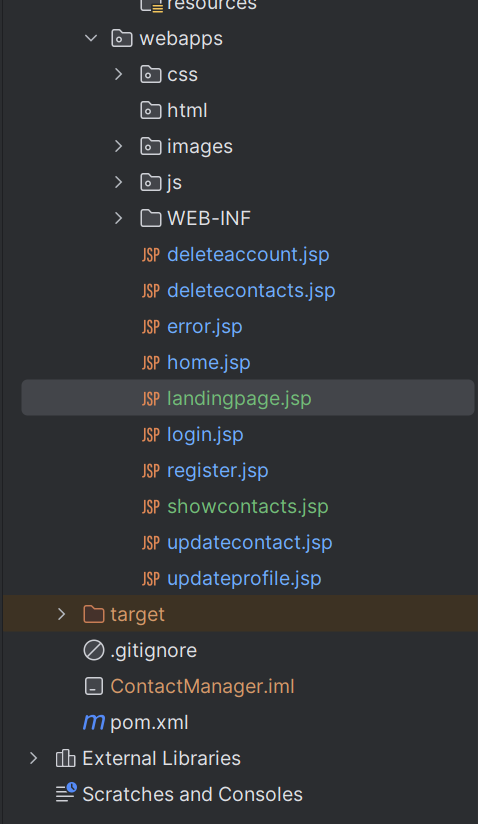 resources
webapps
css
html
images
js
WEB-INF
JSP deleteaccount.jsp
JSP deletecontacts.jsp
JSP error.jsp
JSP home.jsp
JSP landingpage.jsp
JSP login.jsp
JSP register.jsp
JSP showcontacts.jsp
JSP updatecontact.jsp
JSP updateprofile.jsp
target
.gitignore
ContactManager.iml
m pom.xml
External Libraries
Scratches and Consoles